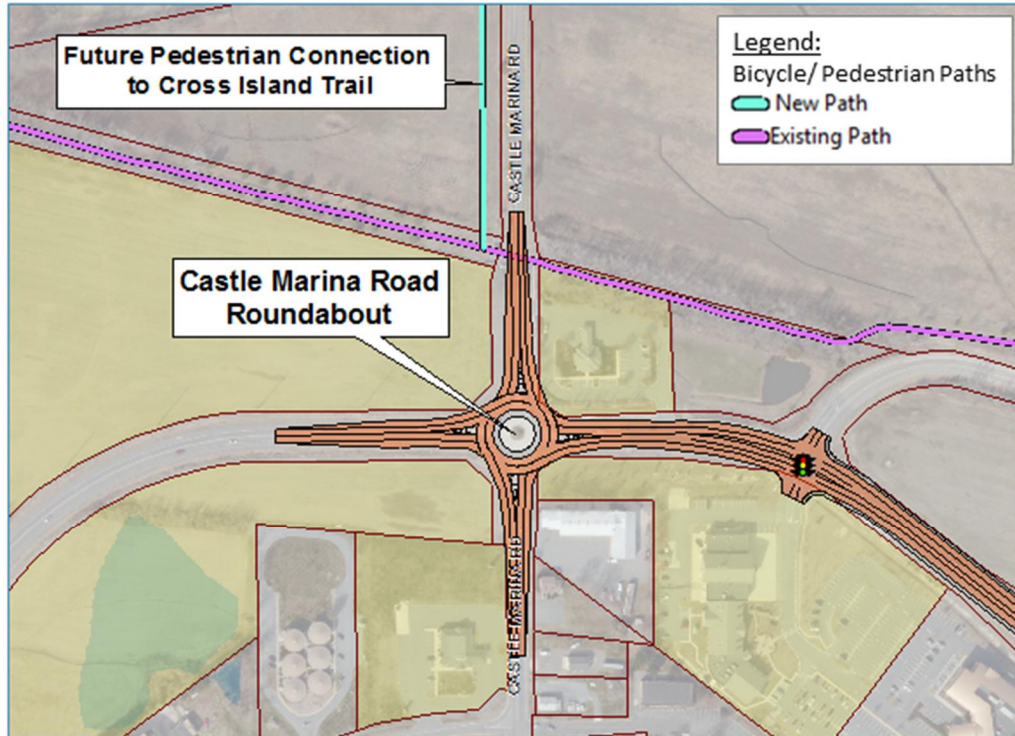 Future Pedestrian Connection
to Cross Island Trail
CASTLE MARINA RD
Legend:
Bicycle/ Pedestrian Paths
New Path
Existing Path
Castle Marina Road
Roundabout
CASTLE MARINA RD